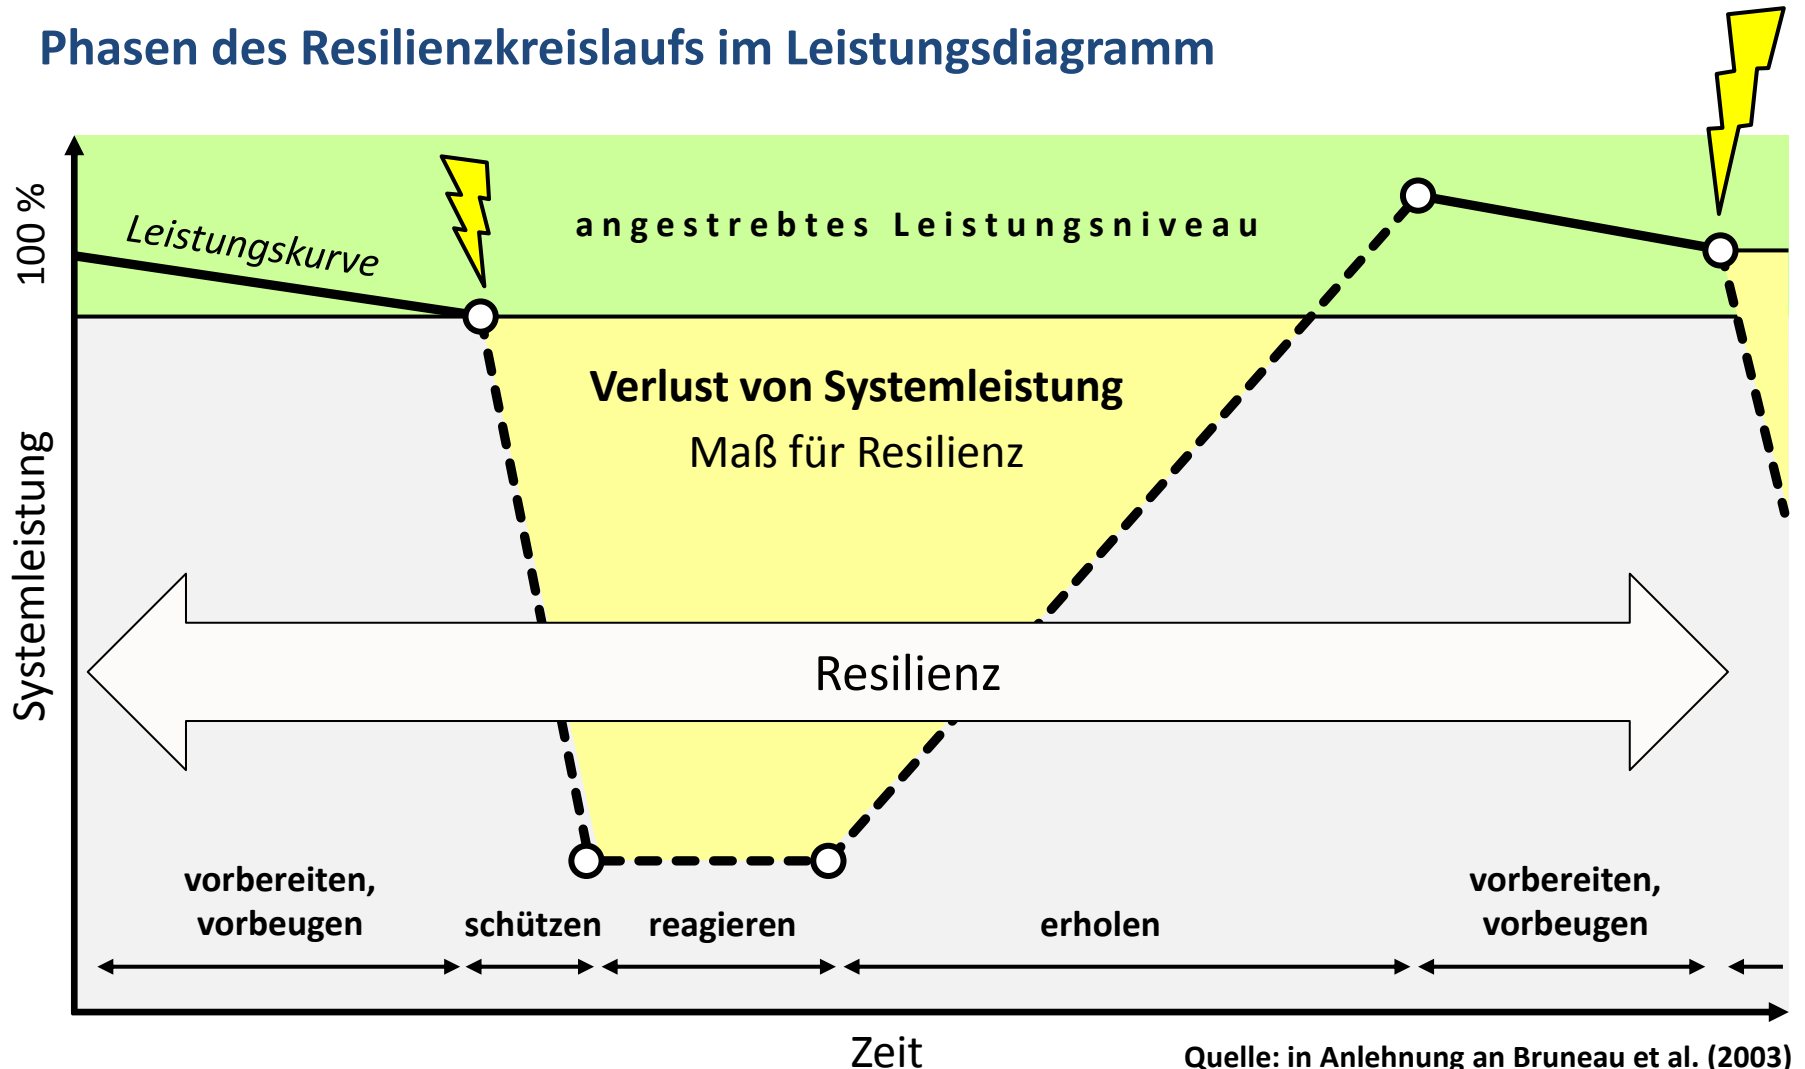 Phasen des Resilienzkreislaufs im Leistungsdiagramm
100 %
Systemleistung
Leistungskurve
angestrebtes Leistungsniveau
Verlust von Systemleistung
Maß für Resilienz
Resilienz
vorbereiten,
vorbeugen
schützen
reagieren
erholen
vorbereiten,
vorbeugen
Zeit
Quelle: in Anlehnung an Bruneau et al. (2003)